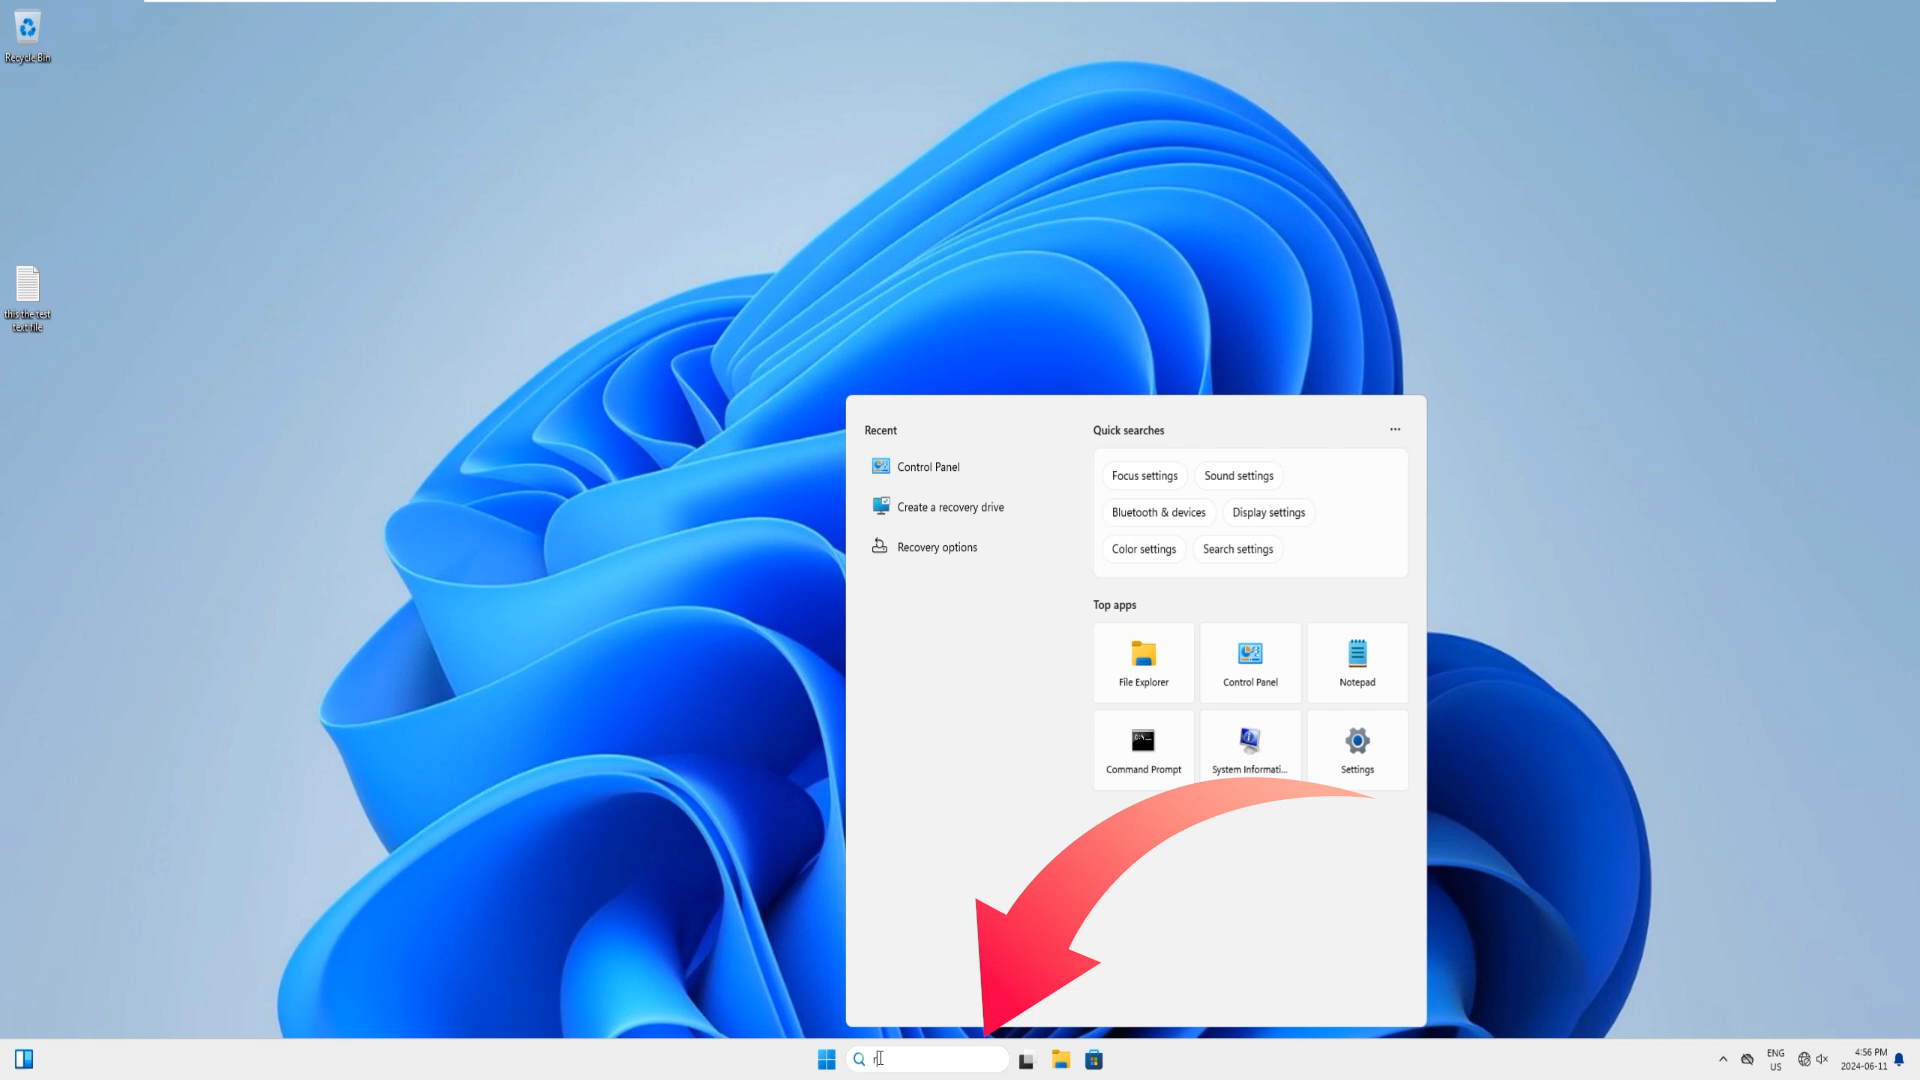 Recycle Bin
this the test
text file
Recent
Control Panel
Create a recovery drive
Recovery options
Quick searches
Focus settings
Sound settings
Bluetooth & devices
Display settings
Color settings
Search settings
Top apps
File Explorer
Control Panel
Notepad
Command Prompt
System Informati...
Settings
r
ENG
US
4:56 PM
2024-06-11